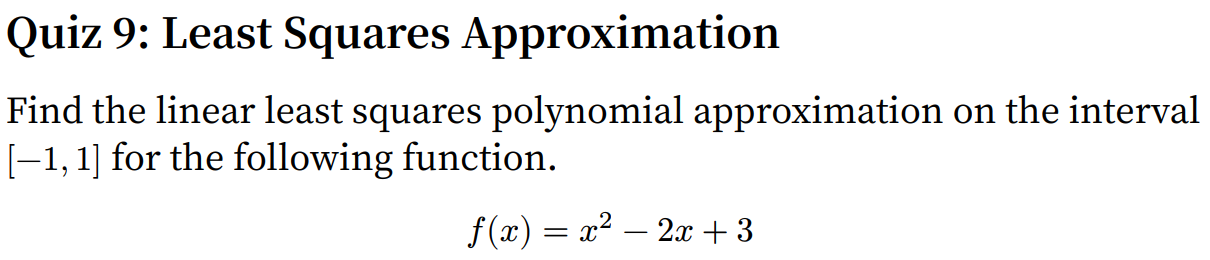 Quiz 9: Least Squares Approximation
Find the linear least squares polynomial approximation on the interval
[−1, 1] for the following function.
f(x) = x² − 2x + 3